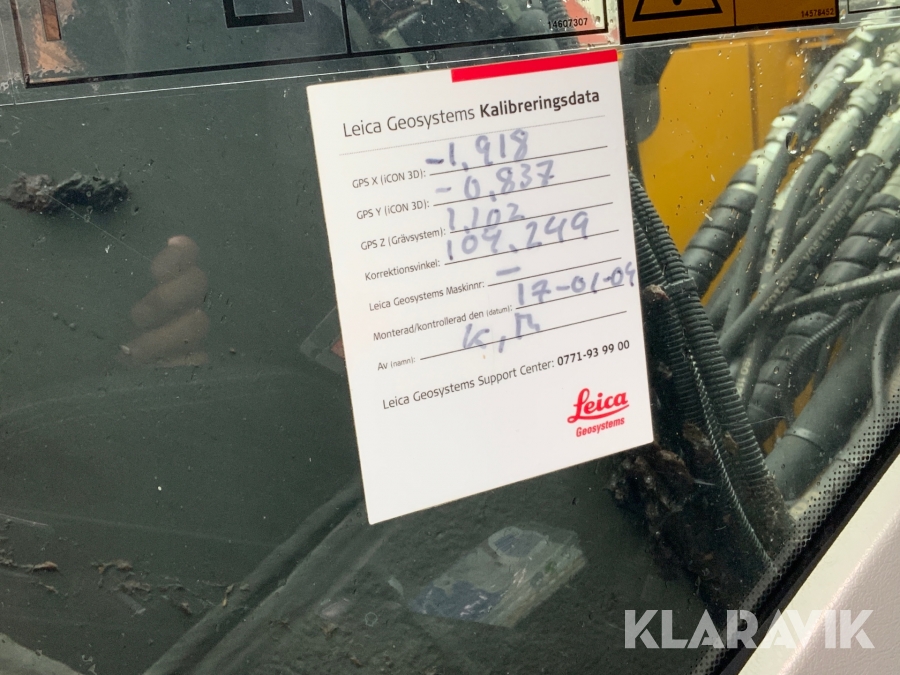 14607307
14578452
Leica Geosystems Kalibreringsdata
GPS X (iCON 3D): -1,918
GPS Y (iCON 3D): -0,837
GPS Z (Grävsystem): 1,102
Korrektionsvinkel: 104,249
Leica Geosystems Maskinnr: -
Monterad/kontrollerad den (datum): 17-01-04
Av (namn): K,B
Leica Geosystems Support Center: 0771-93 99 00
Leica
Geosystems
KLARAVIK